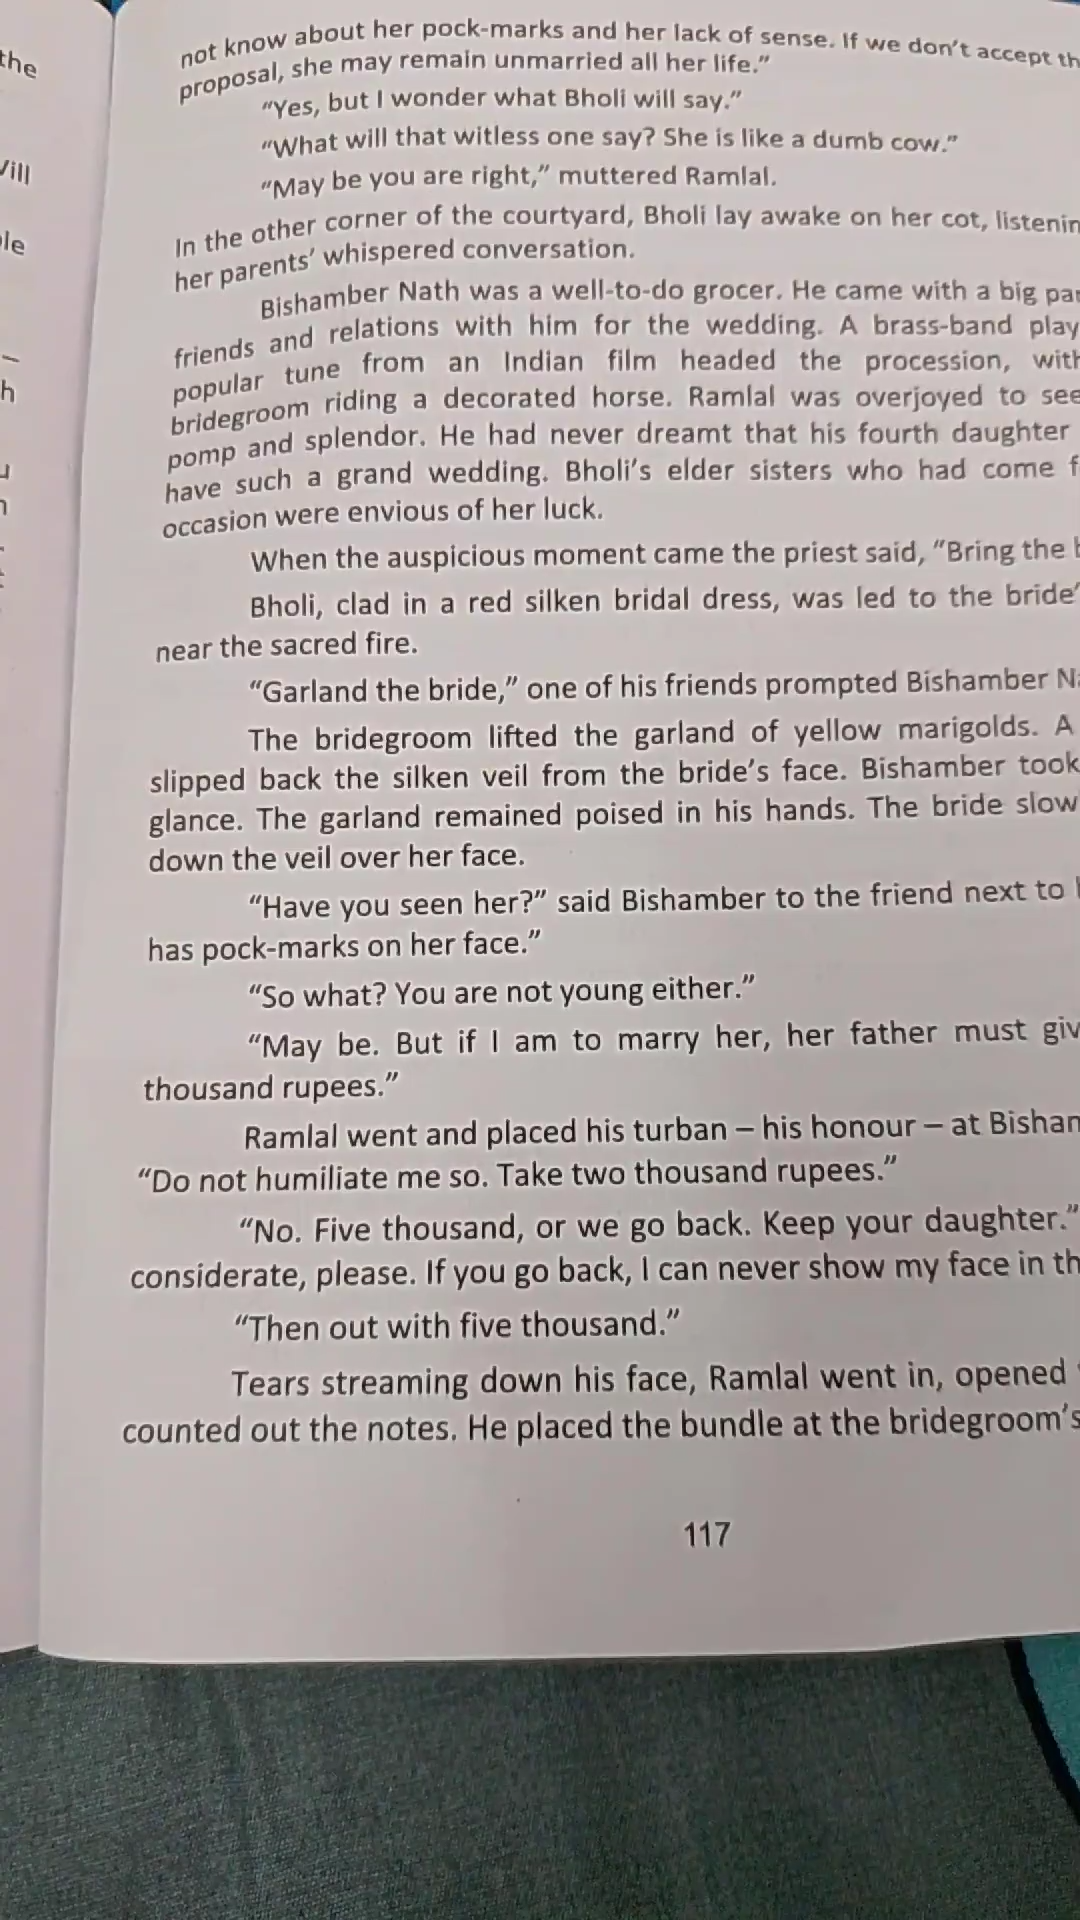 the
Will
ole
–
h
not know about her pock-marks and her lack of sense. If we don't accept
proposal, she may remain unmarried all her life."
"Yes, but I wonder what Bholi will say."
"What will that witless one say? She is like a dumb cow."
"May be you are right," muttered Ramlal.
In the other corner of the courtyard, Bholi lay awake on her cot,
her parents' whispered conversation.
Bishamber Nath was a well-to-do grocer. He came with a big
friends and relations with him for the wedding. A brass-band
popular tune from an Indian film headed the procession,
bridegroom riding a decorated horse. Ramlal was overjoyed to see
pomp and splendor. He had never dreamt that his fourth daughter
have such a grand wedding. Bholi's elder sisters who had come
occasion were envious of her luck.
When the auspicious moment came the priest said, "Bring the
Bholi, clad in a red silken bridal dress, was led to the
near the sacred fire.
"Garland the bride," one of his friends prompted Bishamber
The bridegroom lifted the garland of yellow marigolds. A
slipped back the silken veil from the bride's face. Bishamber took
glance. The garland remained poised in his hands. The bride
down the veil over her face.
"Have you seen her?" said Bishamber to the friend next to
has pock-marks on her face."
"So what? You are not young either."
"May be. But if I am to marry her, her father must
thousand rupees."
Ramlal went and placed his turban – his honour – at
"Do not humiliate me so. Take two thousand rupees."
"No. Five thousand, or we go back. Keep your daughter."
considerate, please. If you go back, I can never show my face in
"Then out with five thousand."
Tears streaming down his face, Ramlal went in, opened
counted out the notes. He placed the bundle at the bridegroom's
117